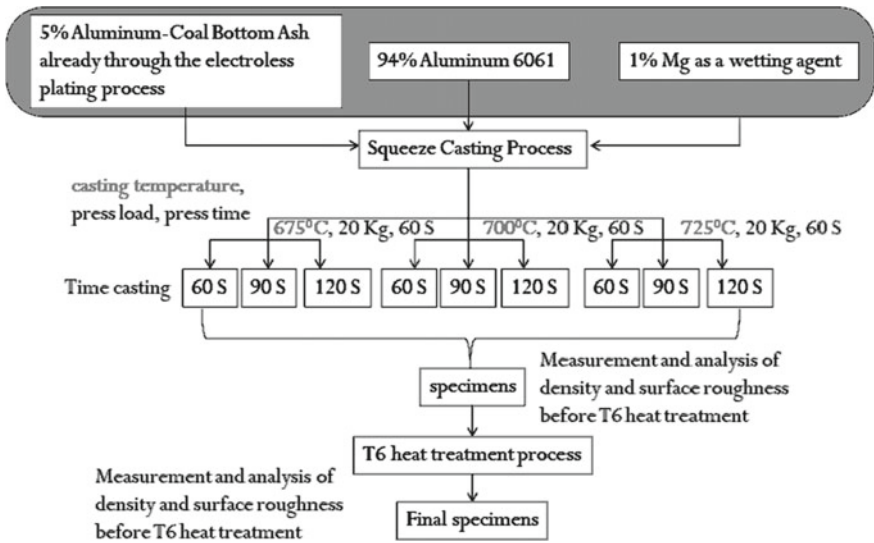 5% Aluminum-Coal Bottom Ash
already through the electroless
plating process
94% Aluminum 6061
1% Mg as a wetting agent
Squeeze Casting Process
casting temperature,
press load, press time
675⁰C, 20 Kg, 60 S
700⁰C, 20 Kg, 60 S
725⁰C, 20 Kg, 60 S
Time casting
60 S
90 S
120 S
60 S
90 S
120 S
60 S
90 S
120 S
specimens
Measurement and analysis of
density and surface roughness
before T6 heat treatment
T6 heat treatment process
Measurement and analysis of
density and surface roughness
before T6 heat treatment
Final specimens